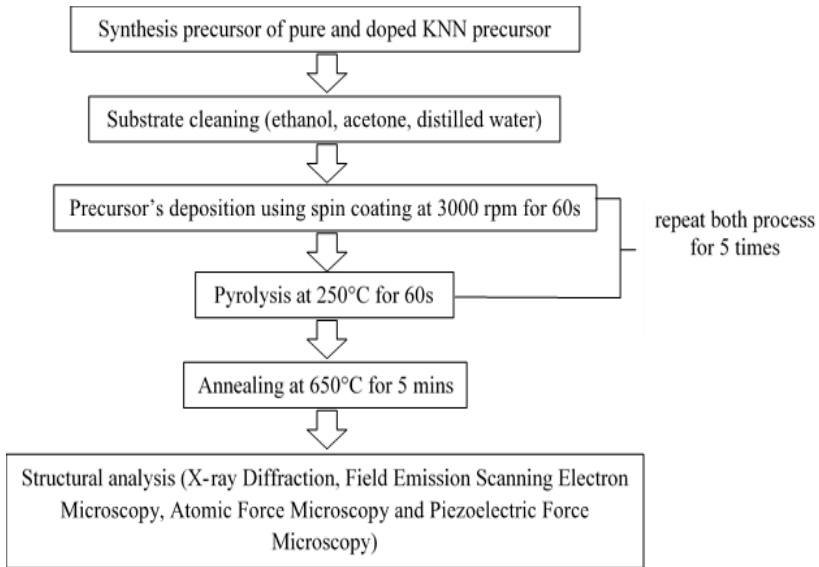 Synthesis precursor of pure and doped KNN precursor
Substrate cleaning (ethanol, acetone, distilled water)
Precursor’s deposition using spin coating at 3000 rpm for 60s
repeat both process
for 5 times
Pyrolysis at 250°C for 60s
Annealing at 650°C for 5 mins
Structural analysis (X-ray Diffraction, Field Emission Scanning Electron
Microscopy, Atomic Force Microscopy and Piezoelectric Force
Microscopy)